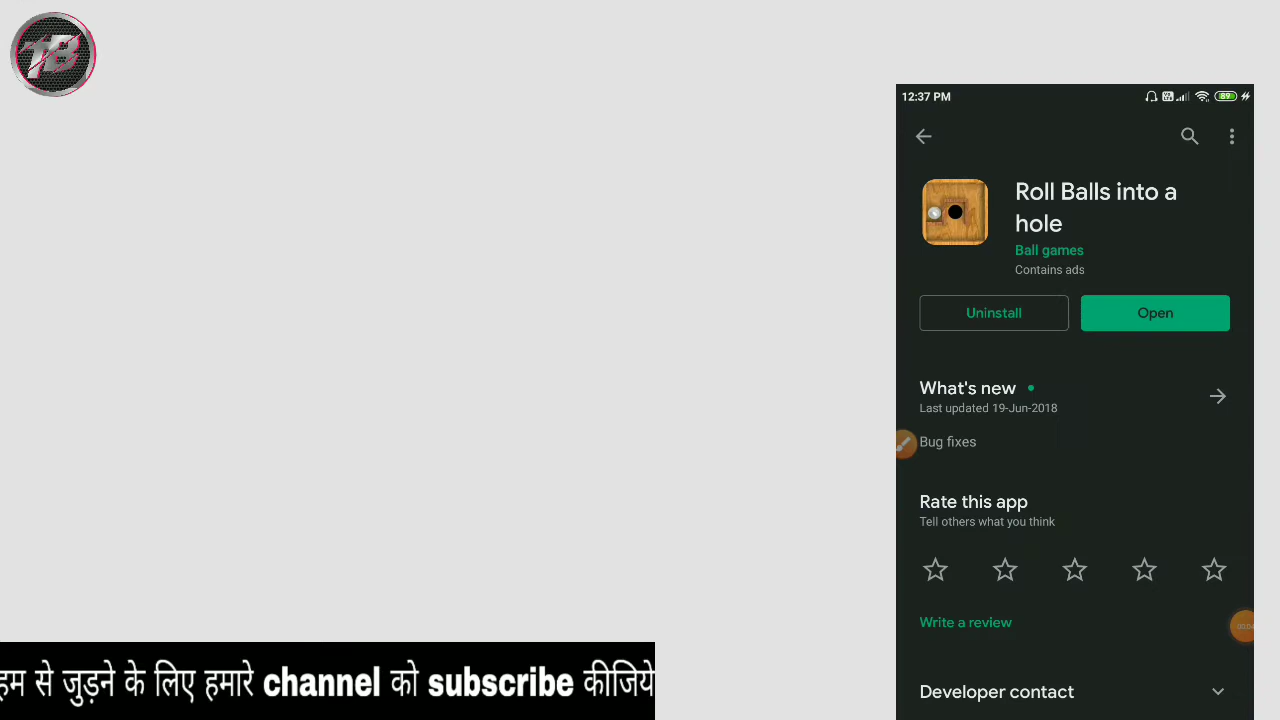 TB
12:37 PM
89
Roll Balls into a
hole
Ball games
Contains ads
Uninstall
Open
What's new
Last updated 19-Jun-2018
Bug fixes
Rate this app
Tell others what you think
Write a review
Developer contact
हम से जुड़ने के लिए हमारे channel को subscribe कीजिये